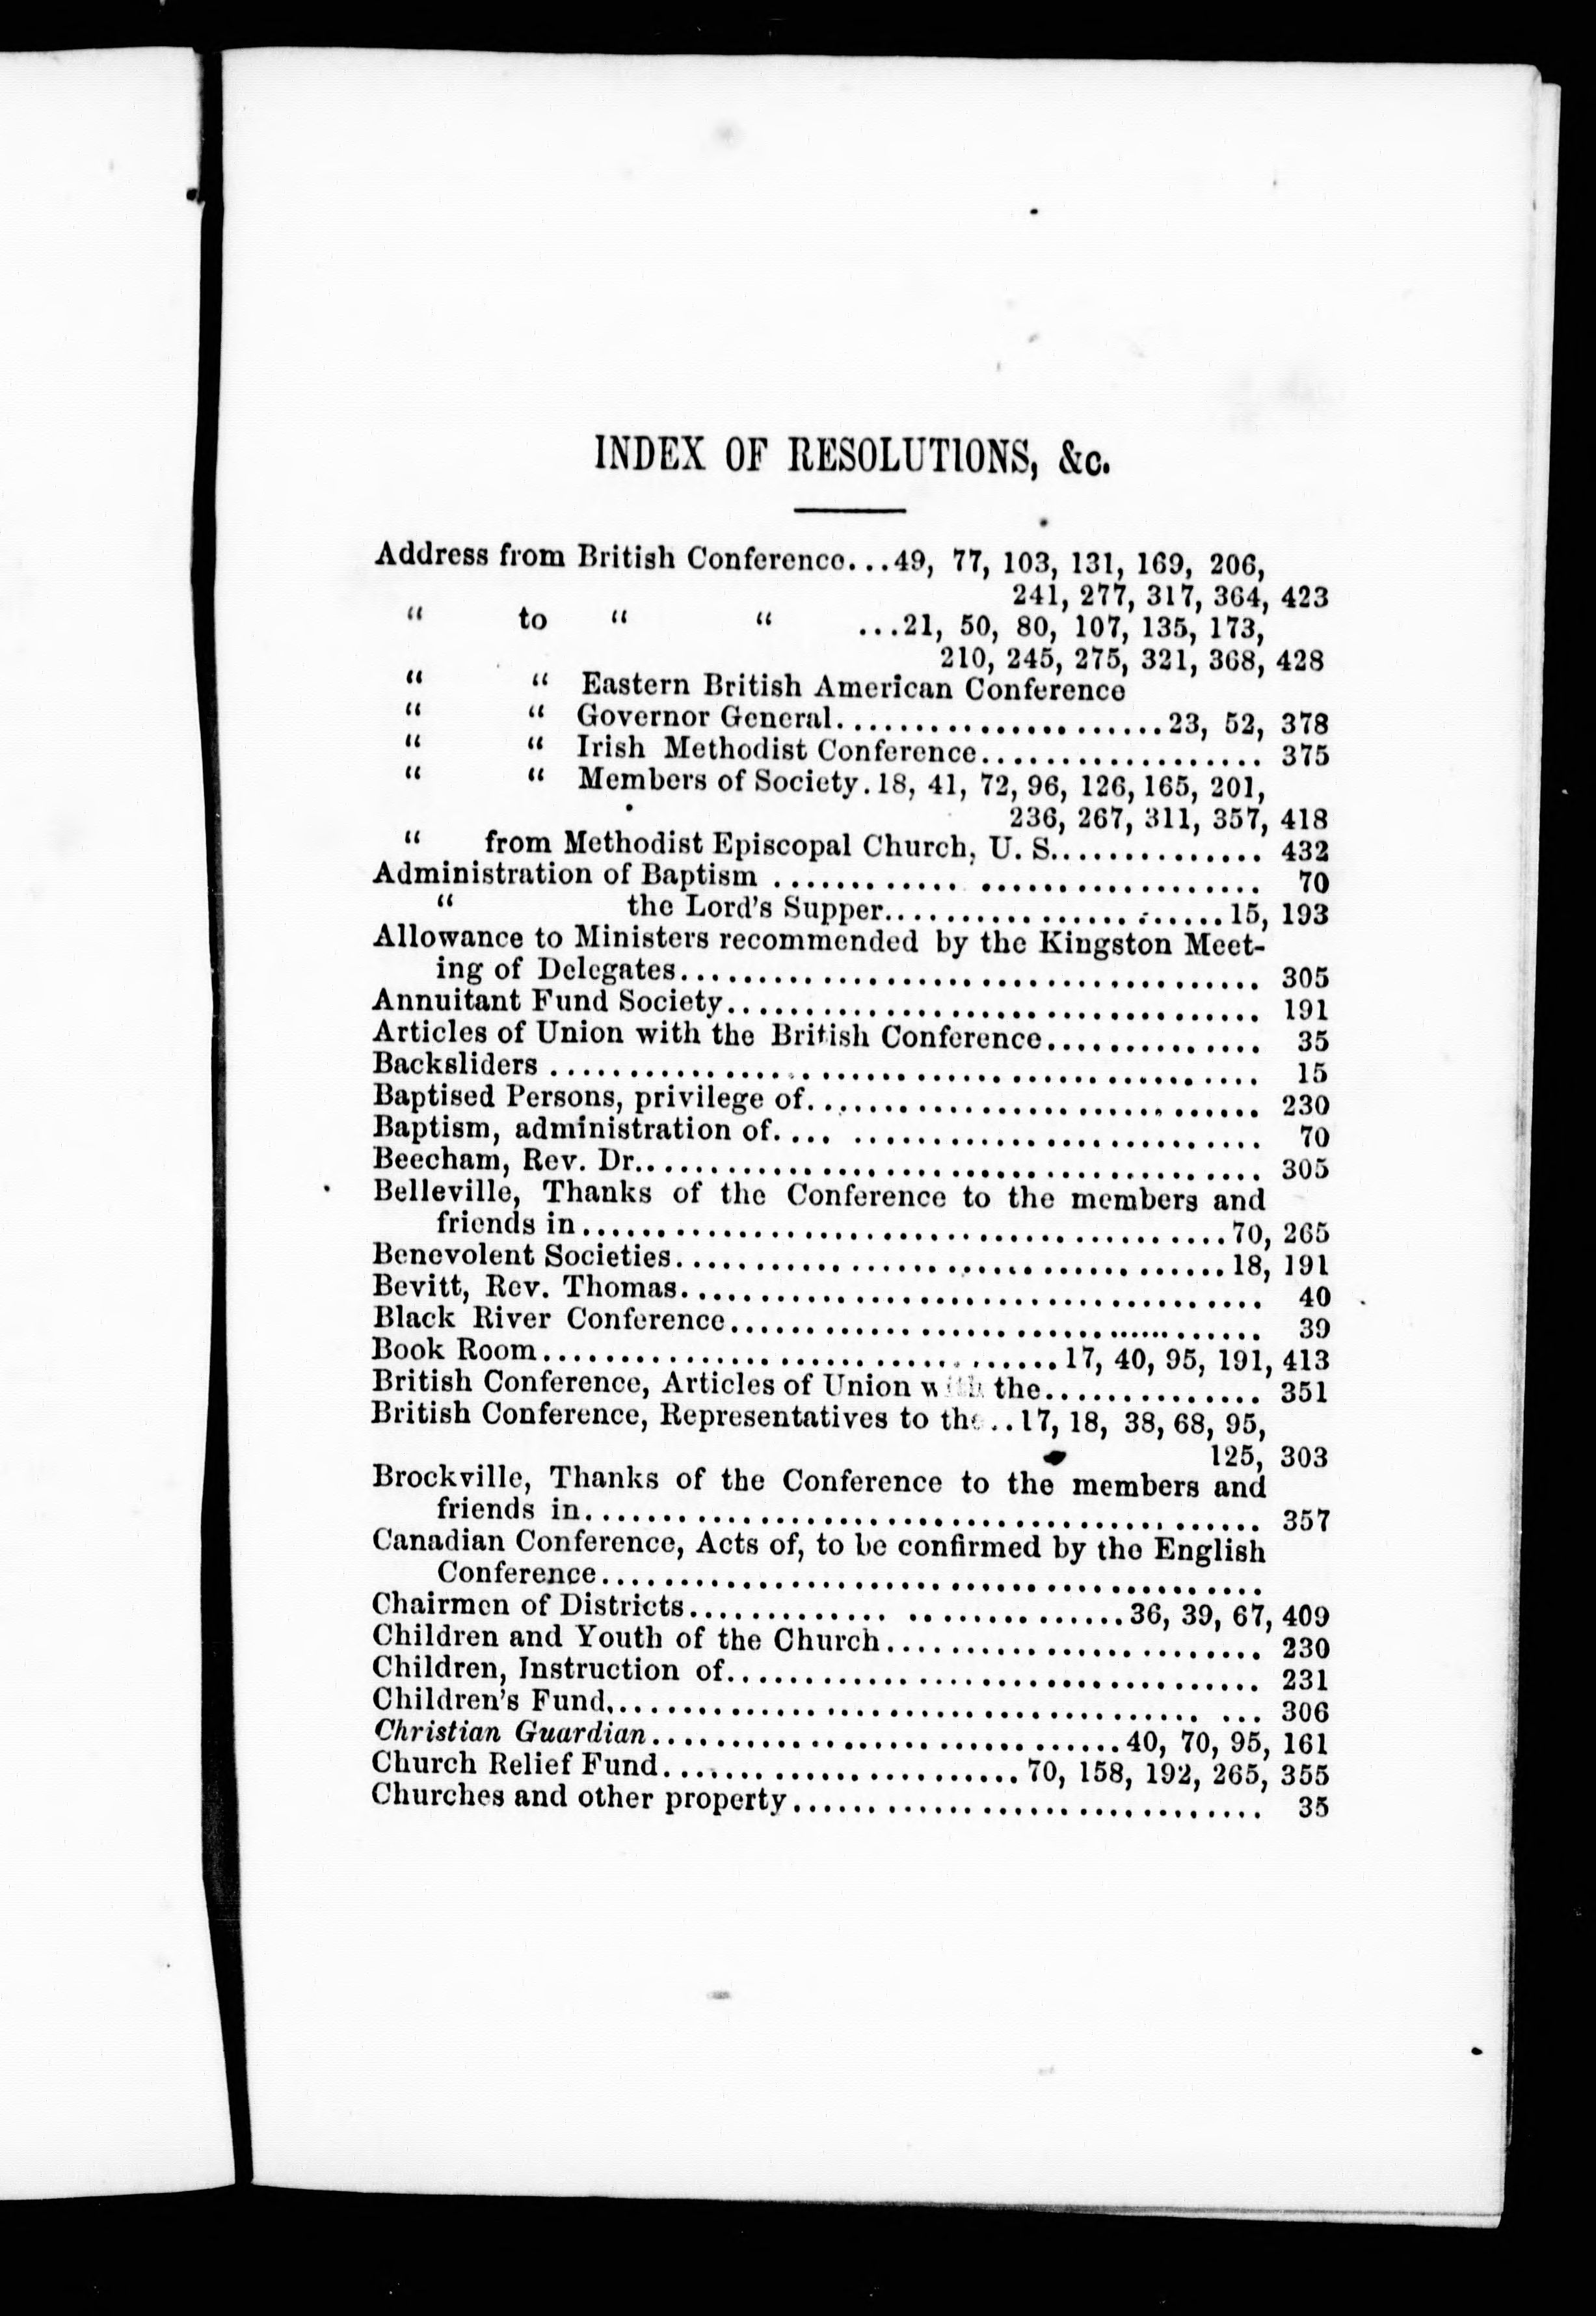 INDEX OF RESOLUTIONS, &c.
Address from British Conference...49, 77, 103, 131, 169, 206,
241, 277, 317, 364, 423
“ to “ “ ...21, 50, 80, 107, 135, 173,
210, 245, 275, 321, 368, 428
“ “ Eastern British American Conference
“ “ Governor General........................23, 52, 378
“ “ Irish Methodist Conference.................. 375
“ “ Members of Society.18, 41, 72, 96, 126, 165, 201,
236, 267, 311, 357, 418
“ from Methodist Episcopal Church, U. S.............. 432
Administration of Baptism .............................. 70
“ the Lord's Supper......................15, 193
Allowance to Ministers recommended by the Kingston Meet-
ing of Delegates..................................... 305
Annuitant Fund Society.................................. 191
Articles of Union with the British Conference.............. 35
Backsliders ............................................. 15
Baptised Persons, privilege of............................. 230
Baptism, administration of.............................. 70
Beecham, Rev. Dr........................................ 305
Belleville, Thanks of the Conference to the members and
friends in.........................................70, 265
Benevolent Societies...................................18, 191
Bevitt, Rev. Thomas..................................... 40
Black River Conference.................................. 39
Book Room.................................17, 40, 95, 191, 413
British Conference, Articles of Union with the.............. 351
British Conference, Representatives to the..17, 18, 38, 68, 95,
125, 303
Brockville, Thanks of the Conference to the members and
friends in........................................... 357
Canadian Conference, Acts of, to be confirmed by the English
Conference..........................................
Chairmen of Districts............................36, 39, 67, 409
Children and Youth of the Church........................ 230
Children, Instruction of.................................. 231
Children's Fund......................................... 306
Christian Guardian..............................40, 70, 95, 161
Church Relief Fund.......................70, 158, 192, 265, 355
Churches and other property.............................. 35